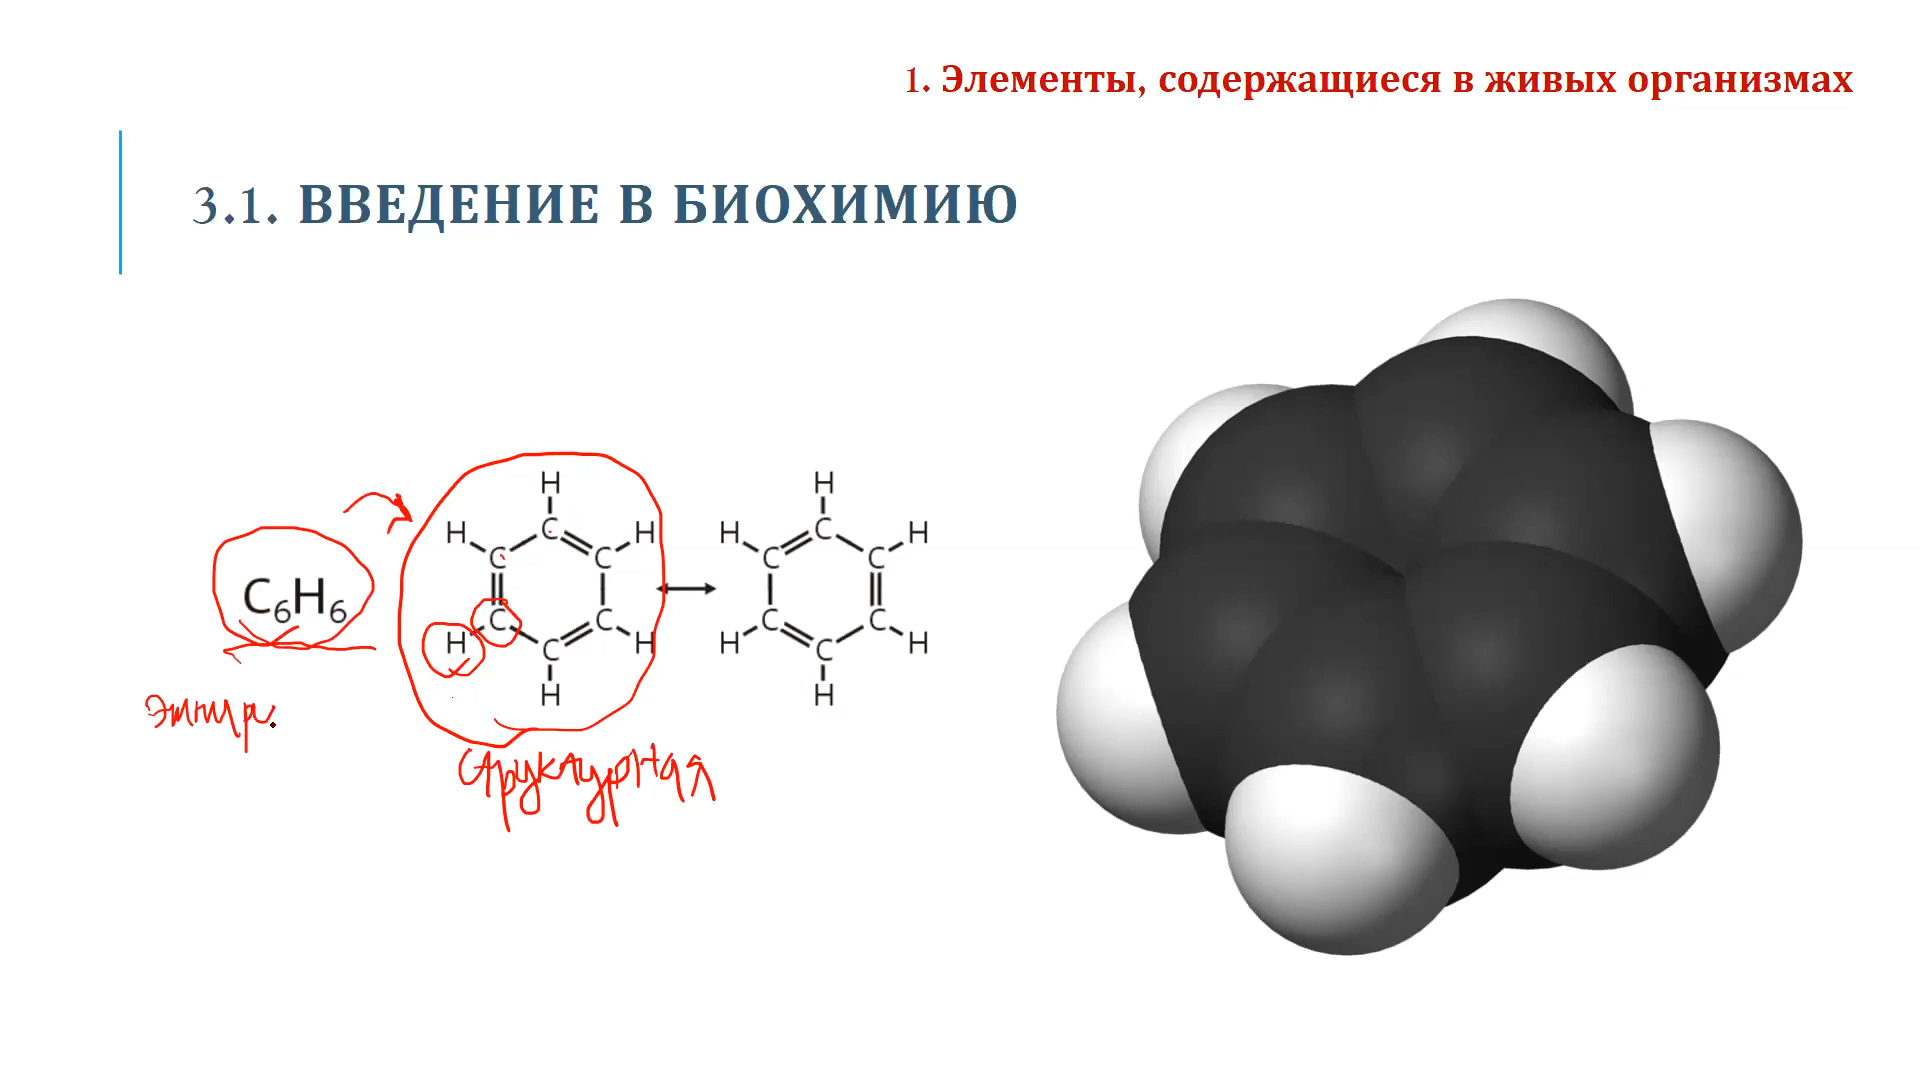 1. Элементы, содержащиеся в живых организмах
3.1. ВВЕДЕНИЕ В БИОХИМИЮ
H H
H H H H
C C
C C C C
C₆H₆
C C C C
H H H H
C C
H H
Эмпир.
структурная